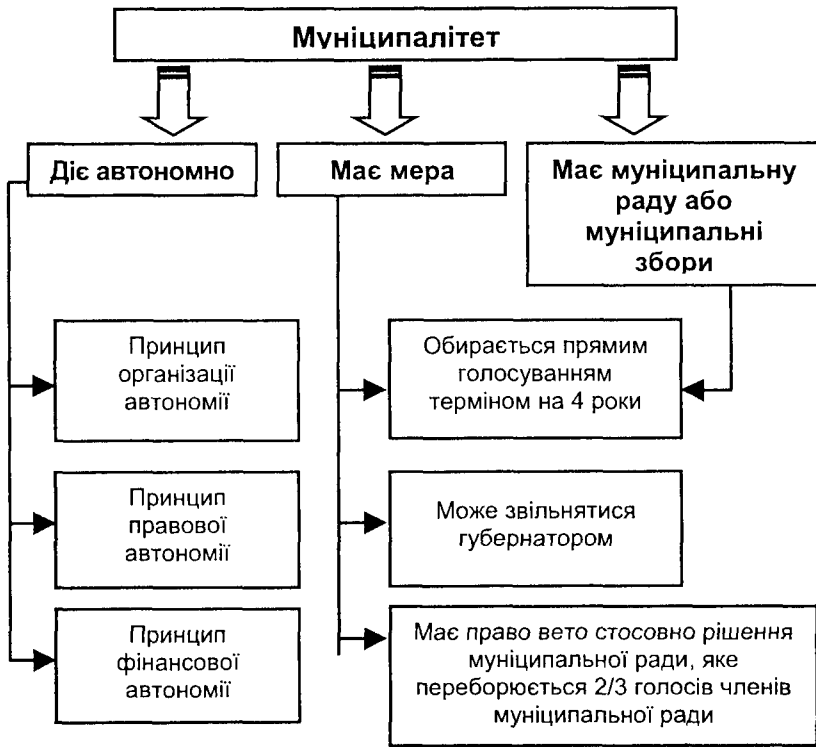 Муніципалітет
Діє автономно
Має мера
Має муніципальну
раду або
муніципальні
збори
Принцип
організації
автономії
Обирається прямим
голосуванням
терміном на 4 роки
Принцип
правової
автономії
Може звільнятися
губернатором
Принцип
фінансової
автономії
Має право вето стосовно рішення
муніципальної ради, яке
переборюється 2/3 голосів членів
муніципальної ради